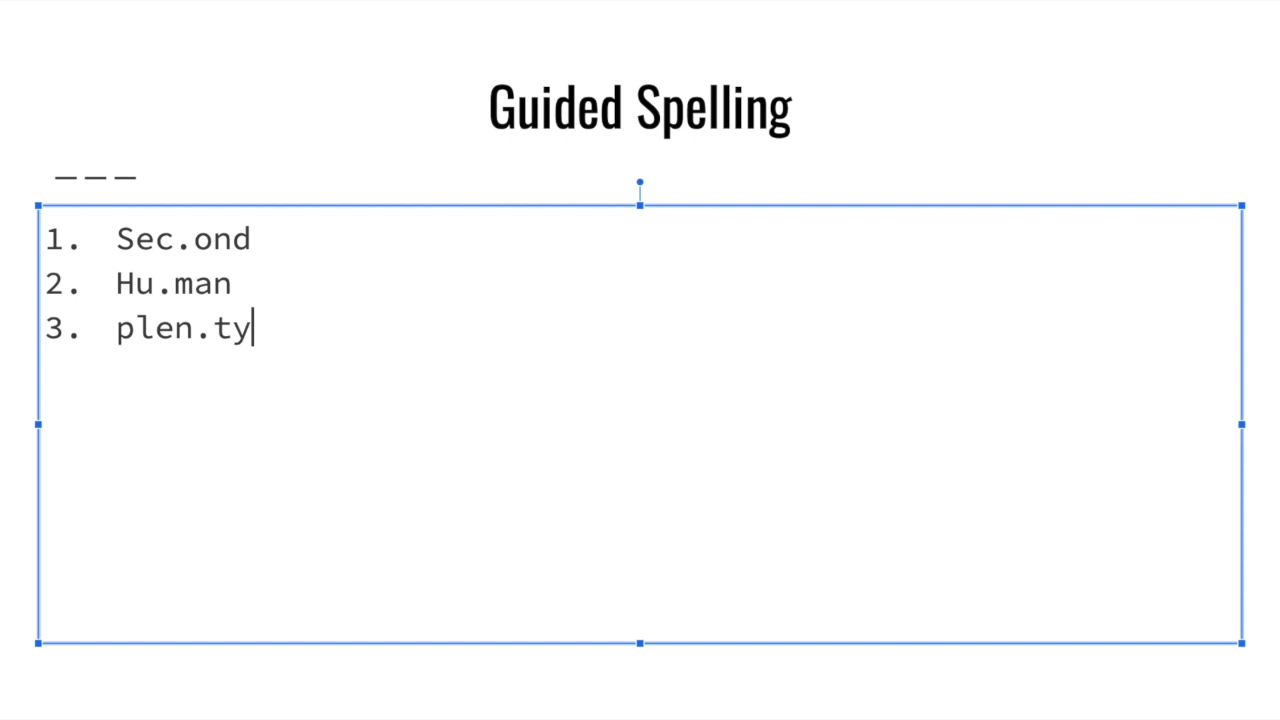 Guided Spelling
1. Sec.ond
2. Hu.man
3. plen.ty